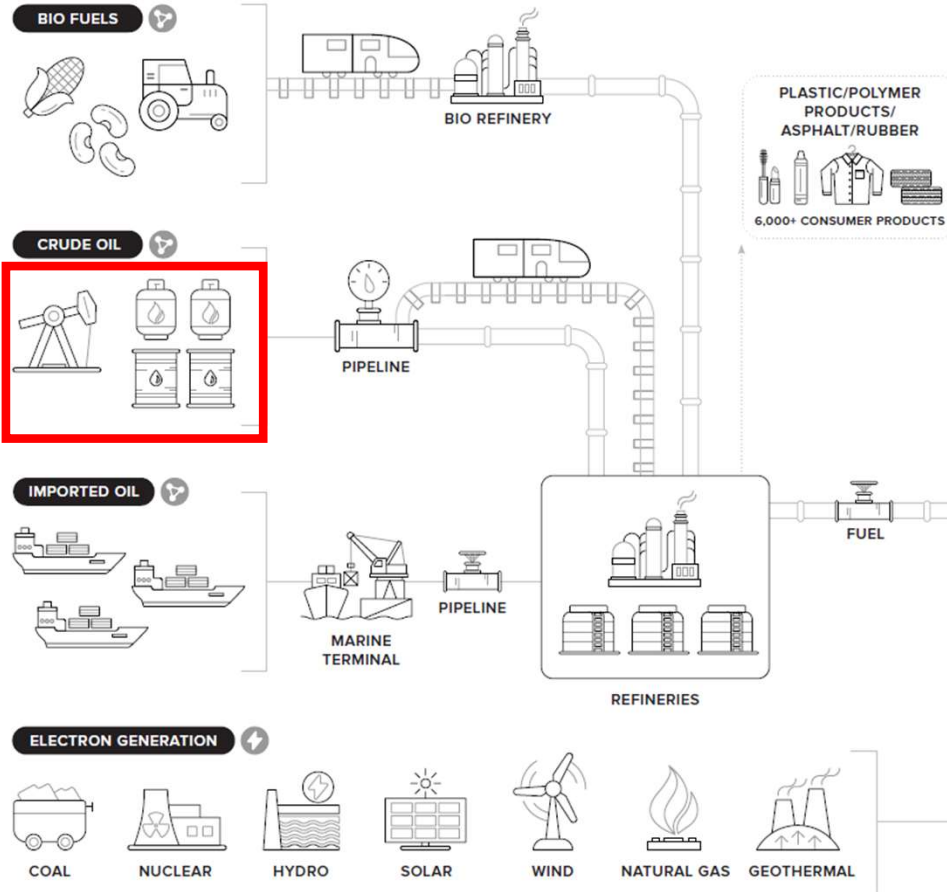 BIO FUELS
BIO REFINERY
PLASTIC/POLYMER
PRODUCTS/
ASPHALT/RUBBER
6,000+ CONSUMER PRODUCTS
CRUDE OIL
PIPELINE
IMPORTED OIL
FUEL
PIPELINE
MARINE
TERMINAL
REFINERIES
ELECTRON GENERATION
COAL
NUCLEAR
HYDRO
SOLAR
WIND
NATURAL GAS
GEOTHERMAL